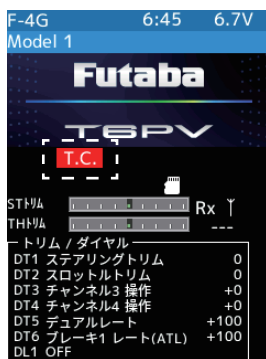 F-4G 6:45 6.7V
Model 1
Futaba
T6PV
T.C.
STトリム Rx
THトリム ---
トリム / ダイヤル
DT1 ステアリングトリム 0
DT2 スロットルトリム 0
DT3 チャンネル3 操作 +0
DT4 チャンネル4 操作 +0
DT5 デュアルレート +100
DT6 ブレーキ1 レート(ATL) +100
DL1 OFF